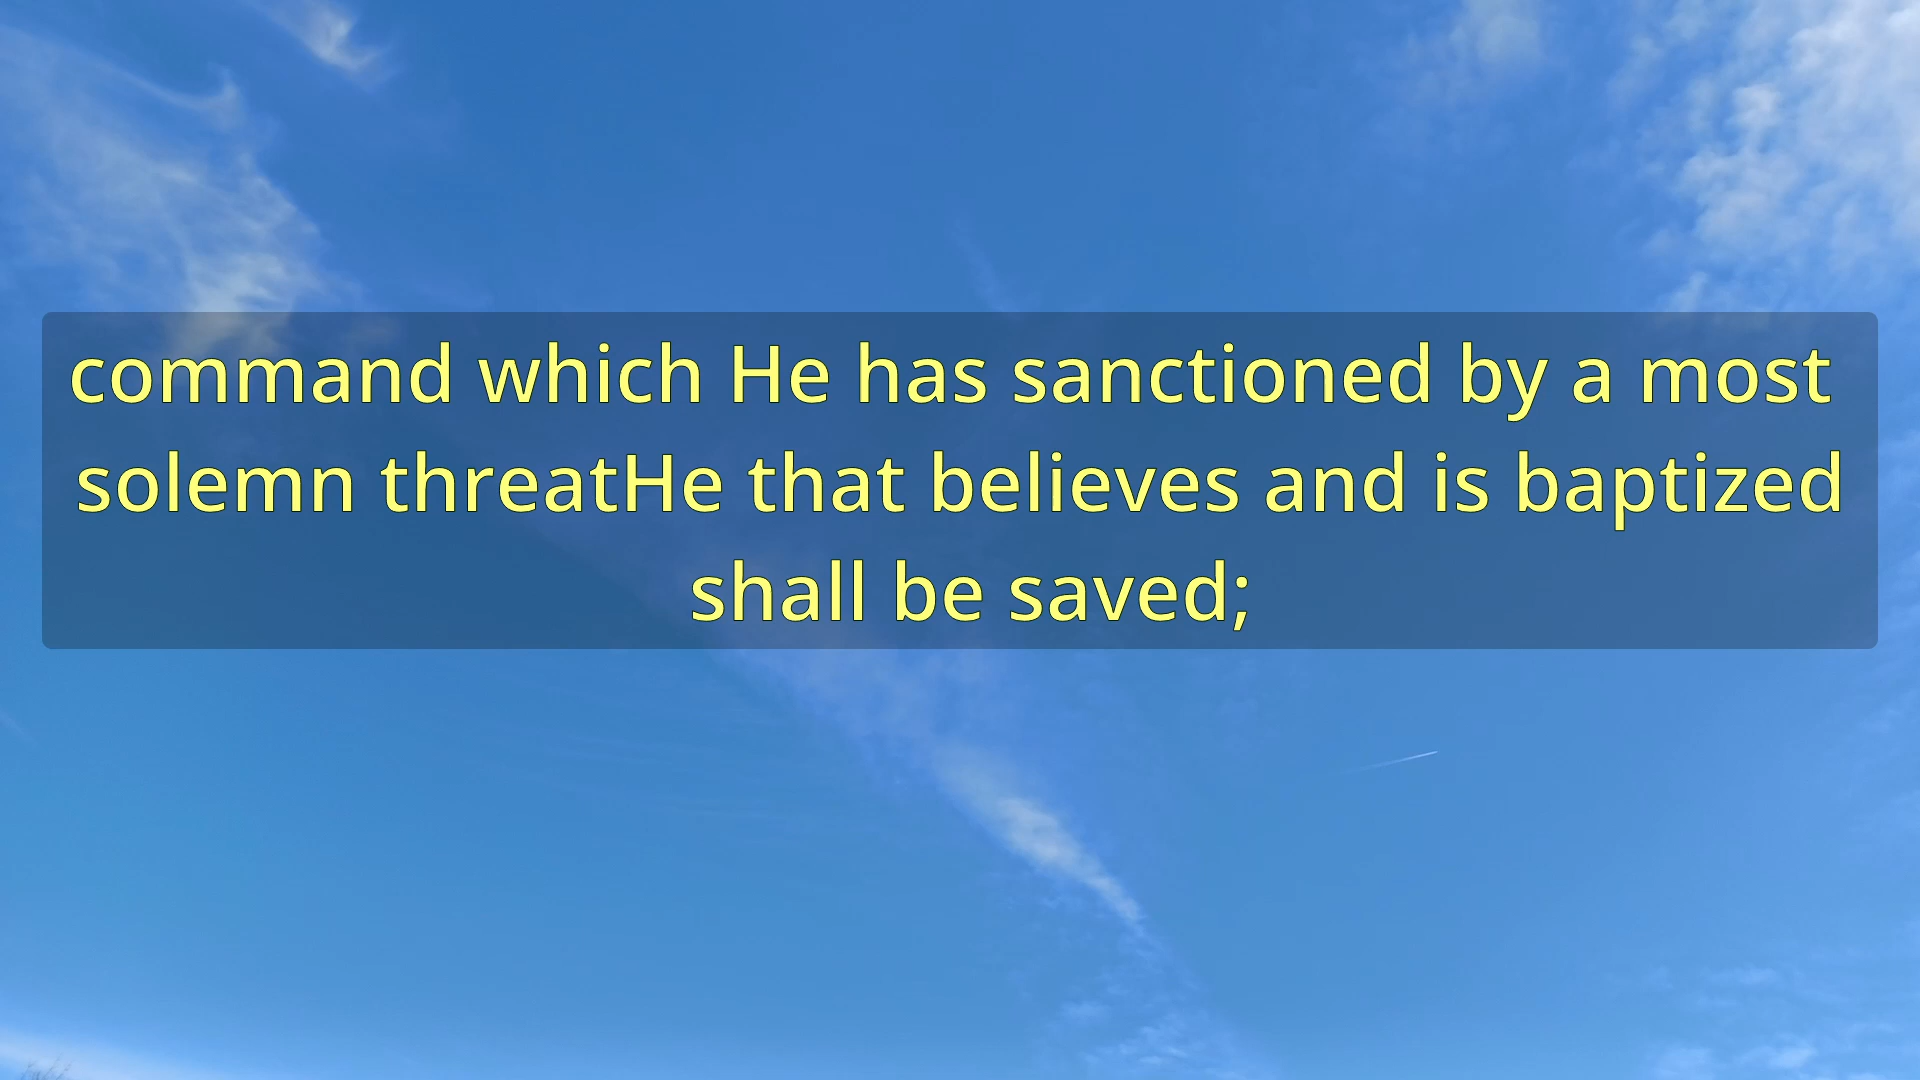 command which He has sanctioned by a most
solemn threatHe that believes and is baptized
shall be saved;